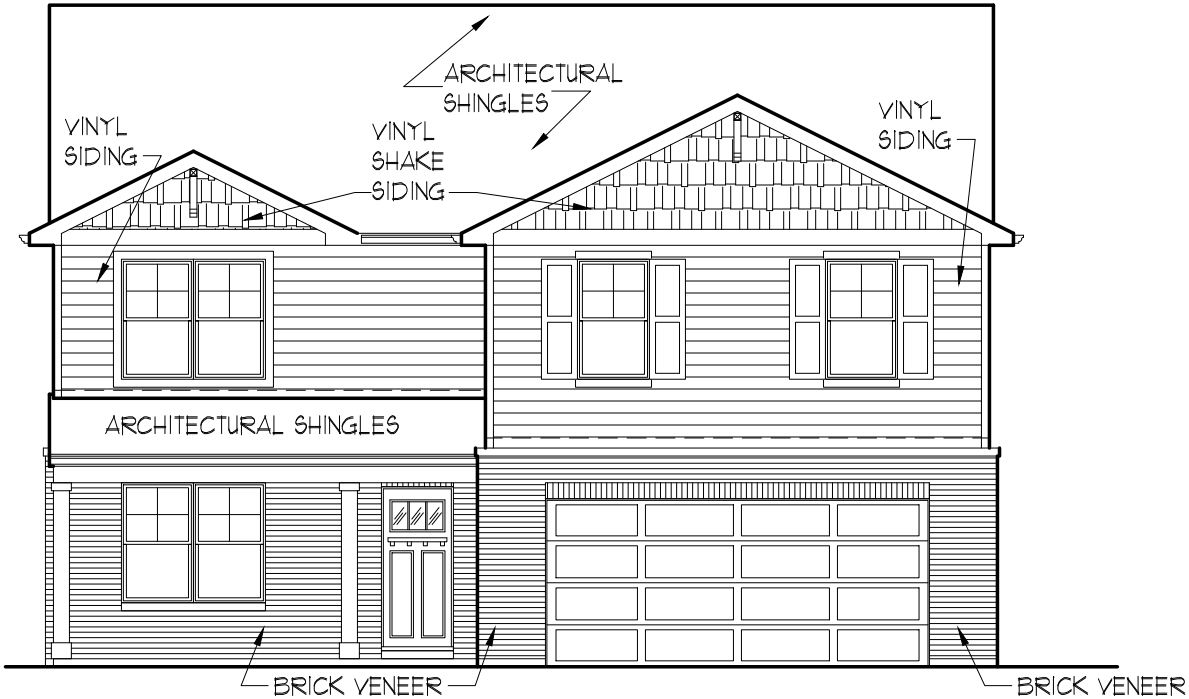 ARCHITECTURAL
SHINGLES
VINYL
SIDING
VINYL
SHAKE
SIDING
VINYL
SIDING
ARCHITECTURAL SHINGLES
BRICK VENEER
BRICK VENEER